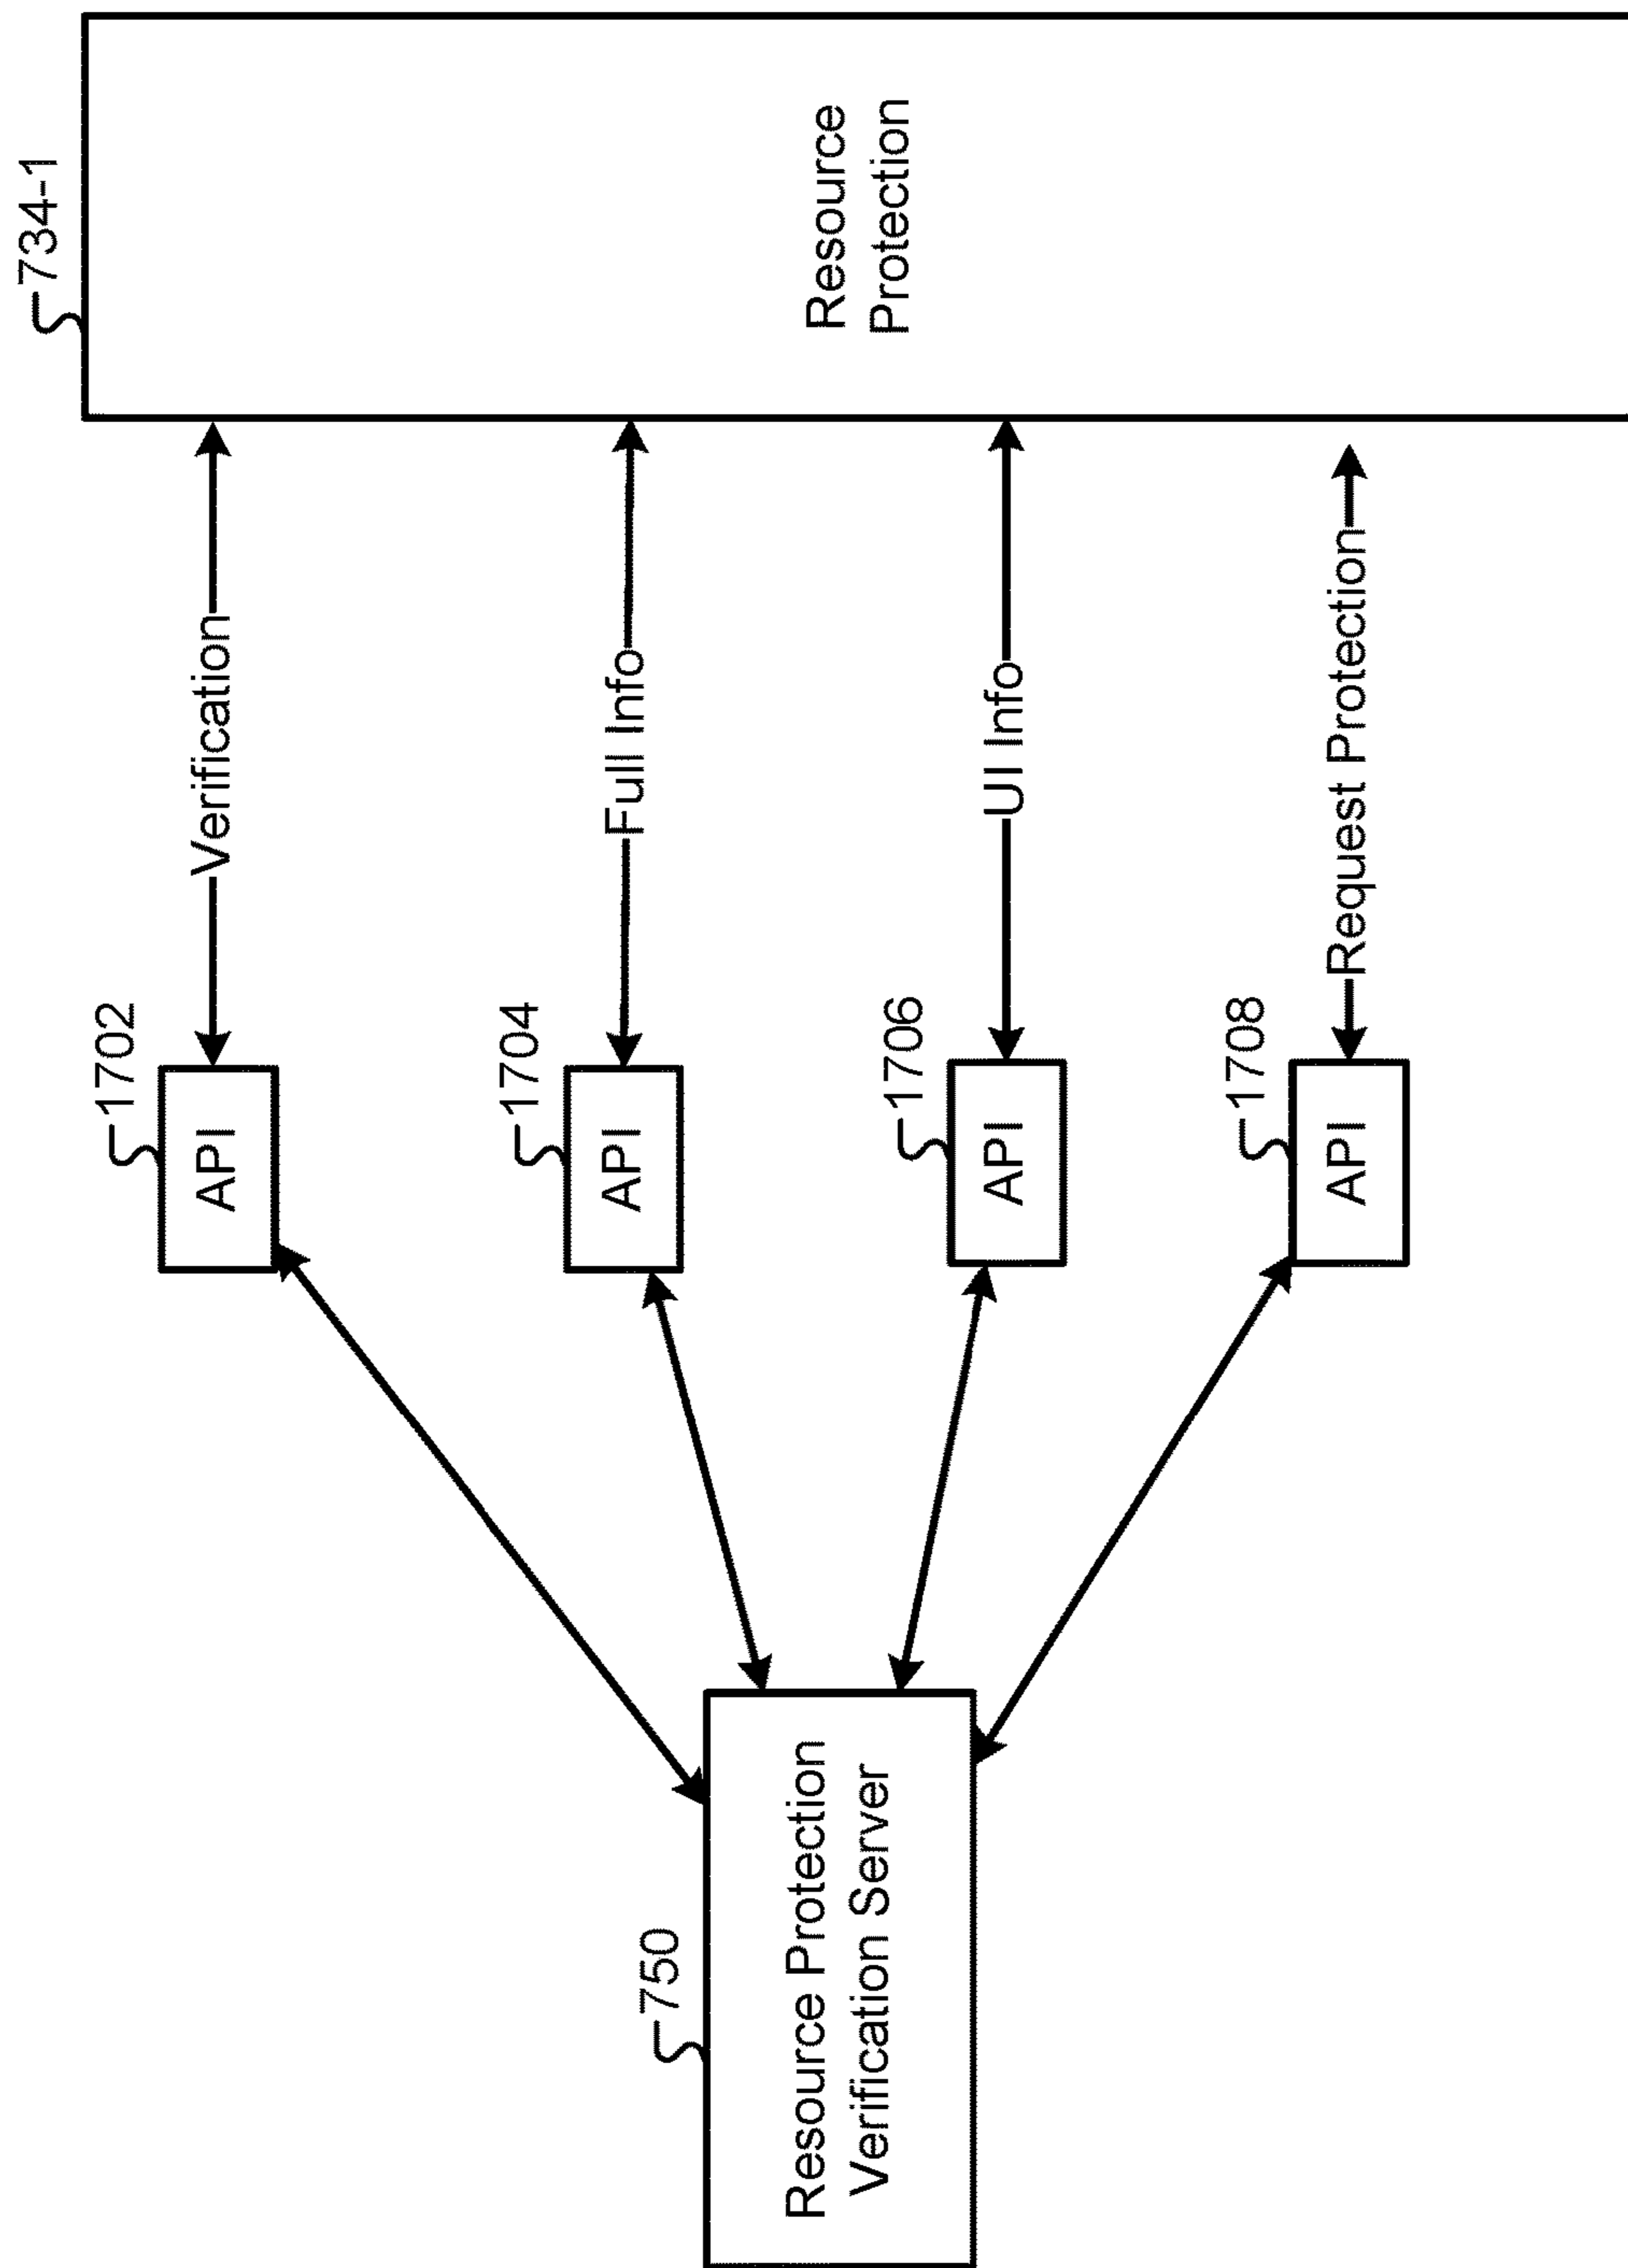 734-1
Resource
Protection
Verification
Full Info
UI Info
Request Protection
1702
API
1704
API
1706
API
1708
API
750
Resource Protection
Verification Server